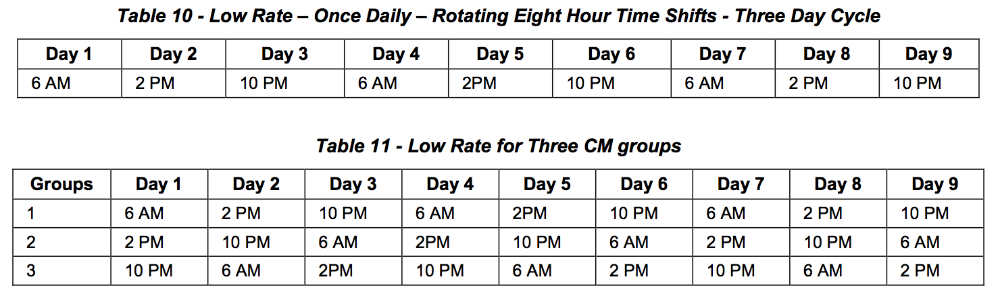 Table 10 - Low Rate – Once Daily – Rotating Eight Hour Time Shifts - Three Day Cycle
Day 1 Day 2 Day 3 Day 4 Day 5 Day 6 Day 7 Day 8 Day 9
6 AM 2 PM 10 PM 6 AM 2PM 10 PM 6 AM 2 PM 10 PM
Table 11 - Low Rate for Three CM groups
Groups Day 1 Day 2 Day 3 Day 4 Day 5 Day 6 Day 7 Day 8 Day 9
1 6 AM 2 PM 10 PM 6 AM 2PM 10 PM 6 AM 2 PM 10 PM
2 2 PM 10 PM 6 AM 2PM 10 PM 6 AM 2 PM 10 PM 6 AM
3 10 PM 6 AM 2PM 10 PM 6 AM 2 PM 10 PM 6 AM 2 PM